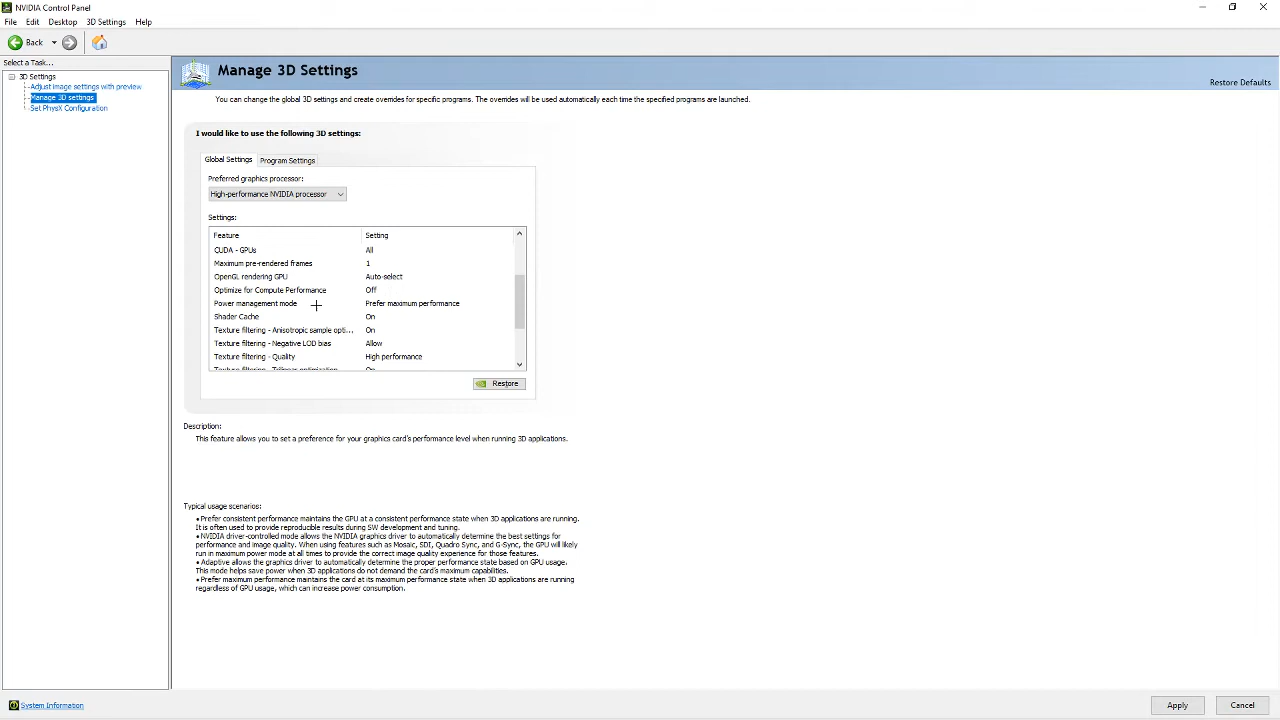 NVIDIA Control Panel
File Edit Desktop 3D Settings Help
Back
Select a Task...
3D Settings
Adjust image settings with preview
Manage 3D settings
Set PhysX Configuration
Manage 3D Settings
Restore Defaults
You can change the global 3D settings and create overrides for specific programs. The overrides will be used automatically each time the specified programs are launched.
I would like to use the following 3D settings:
Global Settings Program Settings
Preferred graphics processor:
High-performance NVIDIA processor
Settings:
Feature Setting
CUDA - GPUs All
Maximum pre-rendered frames 1
OpenGL rendering GPU Auto-select
Optimize for Compute Performance Off
Power management mode Prefer maximum performance
Shader Cache On
Texture filtering - Anisotropic sample opti... On
Texture filtering - Negative LOD bias Allow
Texture filtering - Quality High performance
Texture filtering - Trilinear optimization On
Restore
Description:
This feature allows you to set a preference for your graphics card's performance level when running 3D applications.
Typical usage scenarios:
• Prefer consistent performance maintains the GPU at a consistent performance state when 3D applications are running.
It is often used to provide reproducible results during SW development and tuning.
• NVIDIA driver-controlled mode allows the NVIDIA graphics driver to automatically determine the best settings for
performance and image quality. When using features such as Mosaic, SDI, Quadro Sync, and G-Sync, the GPU will likely
run in maximum power mode at all times to provide the correct image quality experience for those features.
• Adaptive allows the graphics driver to automatically determine the proper performance state based on GPU usage.
This mode helps save power when 3D applications do not demand the card's maximum capabilities.
• Prefer maximum performance maintains the card at its maximum performance state when 3D applications are running
regardless of GPU usage, which can increase power consumption.
System Information
Apply Cancel